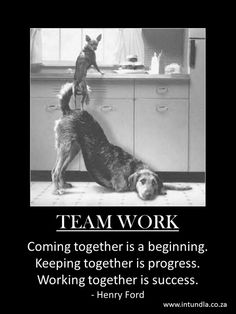 TEAM WORK
Coming together is a beginning.
Keeping together is progress.
Working together is success.
- Henry Ford
www.intundla.co.za